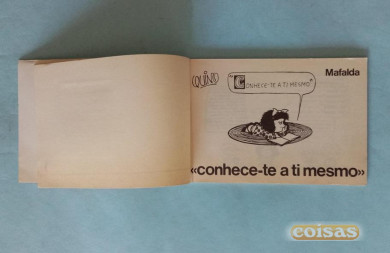 QUINO
Mafalda
"CONHECE-TE A TI MESMO"
«conhece-te a ti mesmo»
coisas